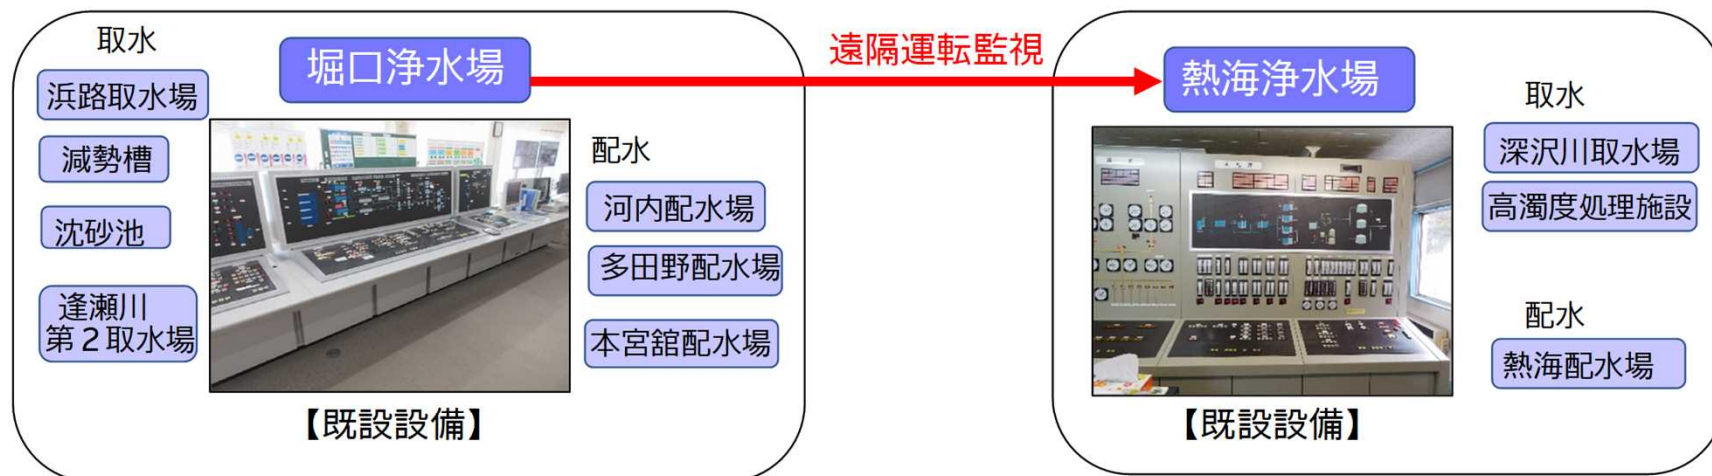 取水
浜路取水場
減勢槽
沈砂池
逢瀬川
第２取水場
堀口浄水場
配水
河内配水場
多田野配水場
本宮舘配水場
【既設設備】
遠隔運転監視
熱海浄水場
取水
深沢川取水場
高濁度処理施設
配水
熱海配水場
【既設設備】